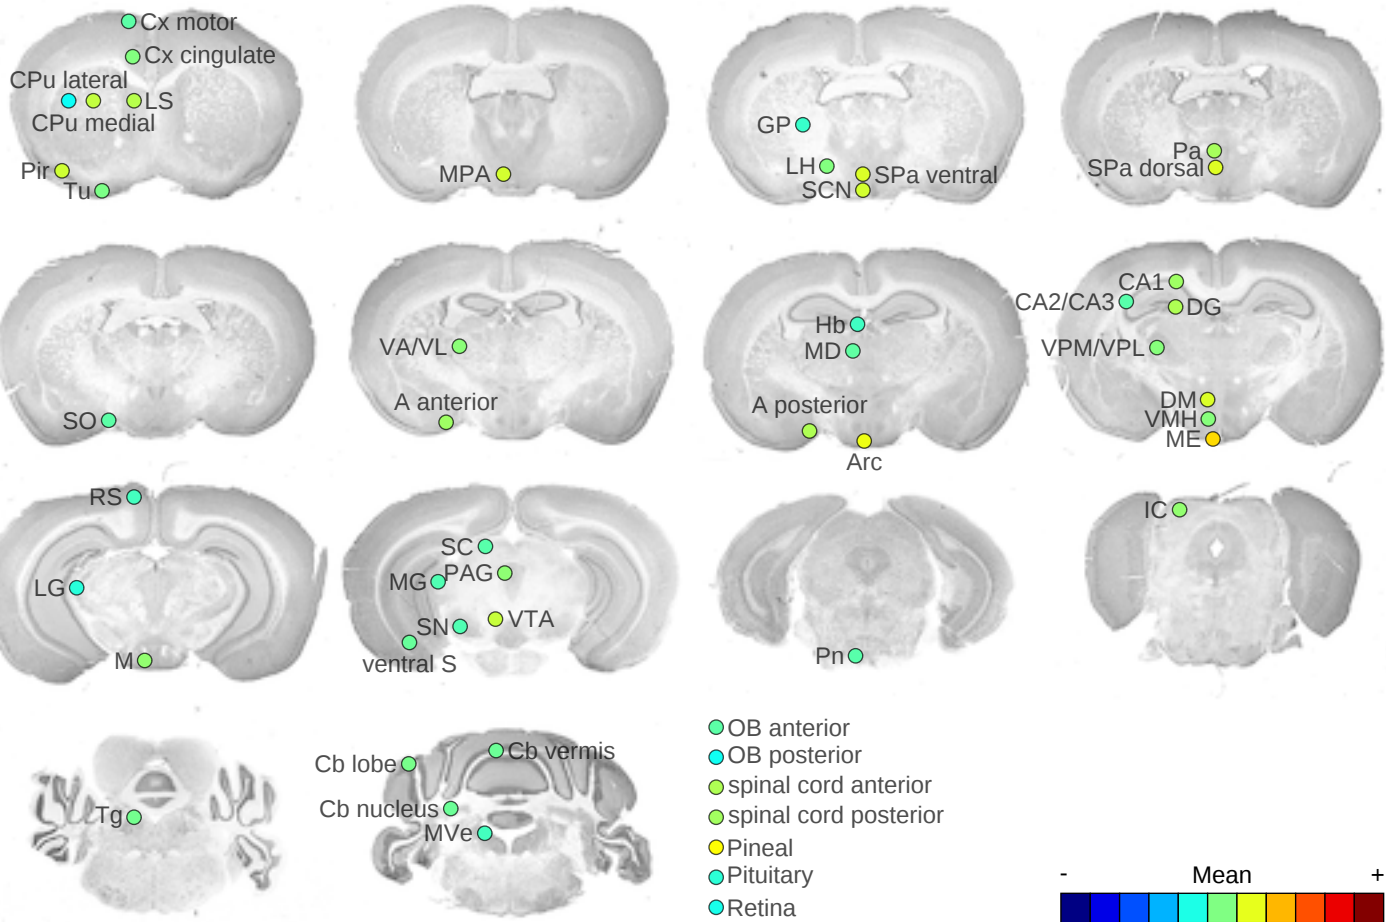 Cx motor
Cx cingulate
CPu lateral
LS
CPu medial
Pir
Tu
MPA
GP
LH
SPa ventral
SCN
Pa
SPa dorsal
SO
VA/VL
A anterior
Hb
MD
A posterior
Arc
CA1
CA2/CA3
DG
VPM/VPL
DM
VMH
ME
RS
LG
M
SC
MG
PAG
SN
VTA
ventral S
Pn
IC
Tg
Cb lobe
Cb vermis
Cb nucleus
MVe
OB anterior
OB posterior
spinal cord anterior
spinal cord posterior
Pineal
Pituitary
Retina
- Mean +